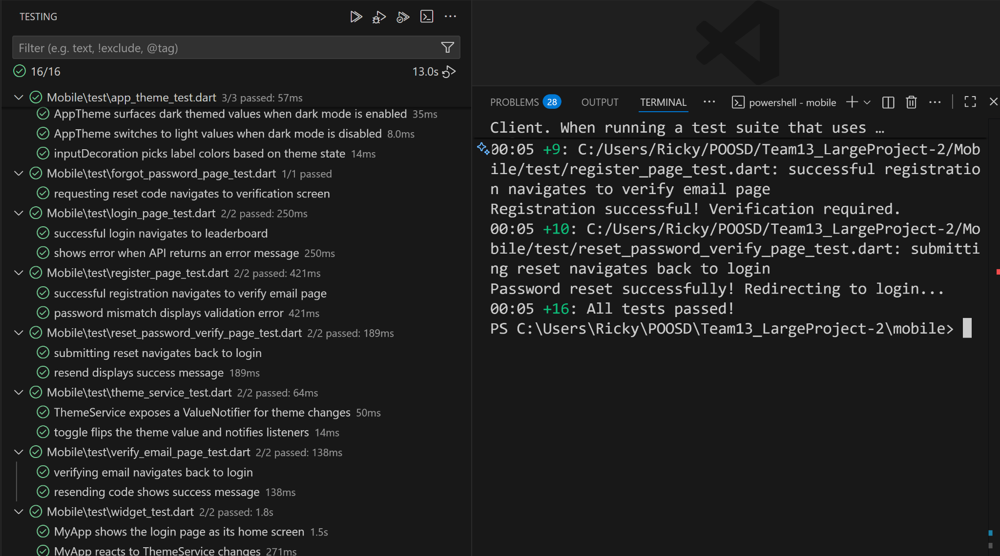 TESTING
Filter (e.g. text, !exclude, @tag)
16/16 13.0s
Mobile\test\app_theme_test.dart 3/3 passed: 57ms
AppTheme surfaces dark themed values when dark mode is enabled 35ms
AppTheme switches to light values when dark mode is disabled 8.0ms
inputDecoration picks label colors based on theme state 14ms
Mobile\test\forgot_password_page_test.dart 1/1 passed
requesting reset code navigates to verification screen
Mobile\test\login_page_test.dart 2/2 passed: 250ms
successful login navigates to leaderboard
shows error when API returns an error message 250ms
Mobile\test\register_page_test.dart 2/2 passed: 421ms
successful registration navigates to verify email page
password mismatch displays validation error 421ms
Mobile\test\reset_password_verify_page_test.dart 2/2 passed: 189ms
submitting reset navigates back to login
resend displays success message 189ms
Mobile\test\theme_service_test.dart 2/2 passed: 64ms
ThemeService exposes a ValueNotifier for theme changes 50ms
toggle flips the theme value and notifies listeners 14ms
Mobile\test\verify_email_page_test.dart 2/2 passed: 138ms
verifying email navigates back to login
resending code shows success message 138ms
Mobile\test\widget_test.dart 2/2 passed: 1.8s
MyApp shows the login page as its home screen 1.5s
MyApp reacts to ThemeService changes 271ms
PROBLEMS 28 OUTPUT TERMINAL ··· powershell - mobile
Client. When running a test suite that uses …
00:05 +9: C:/Users/Ricky/POOSD/Team13_LargeProject-2/Mob
ile/test/register_page_test.dart: successful registratio
n navigates to verify email page
Registration successful! Verification required.
00:05 +10: C:/Users/Ricky/POOSD/Team13_LargeProject-2/Mo
bile/test/reset_password_verify_page_test.dart: submitti
ng reset navigates back to login
Password reset successfully! Redirecting to login...
00:05 +16: All tests passed!
PS C:\Users\Ricky\POOSD\Team13_LargeProject-2\mobile>